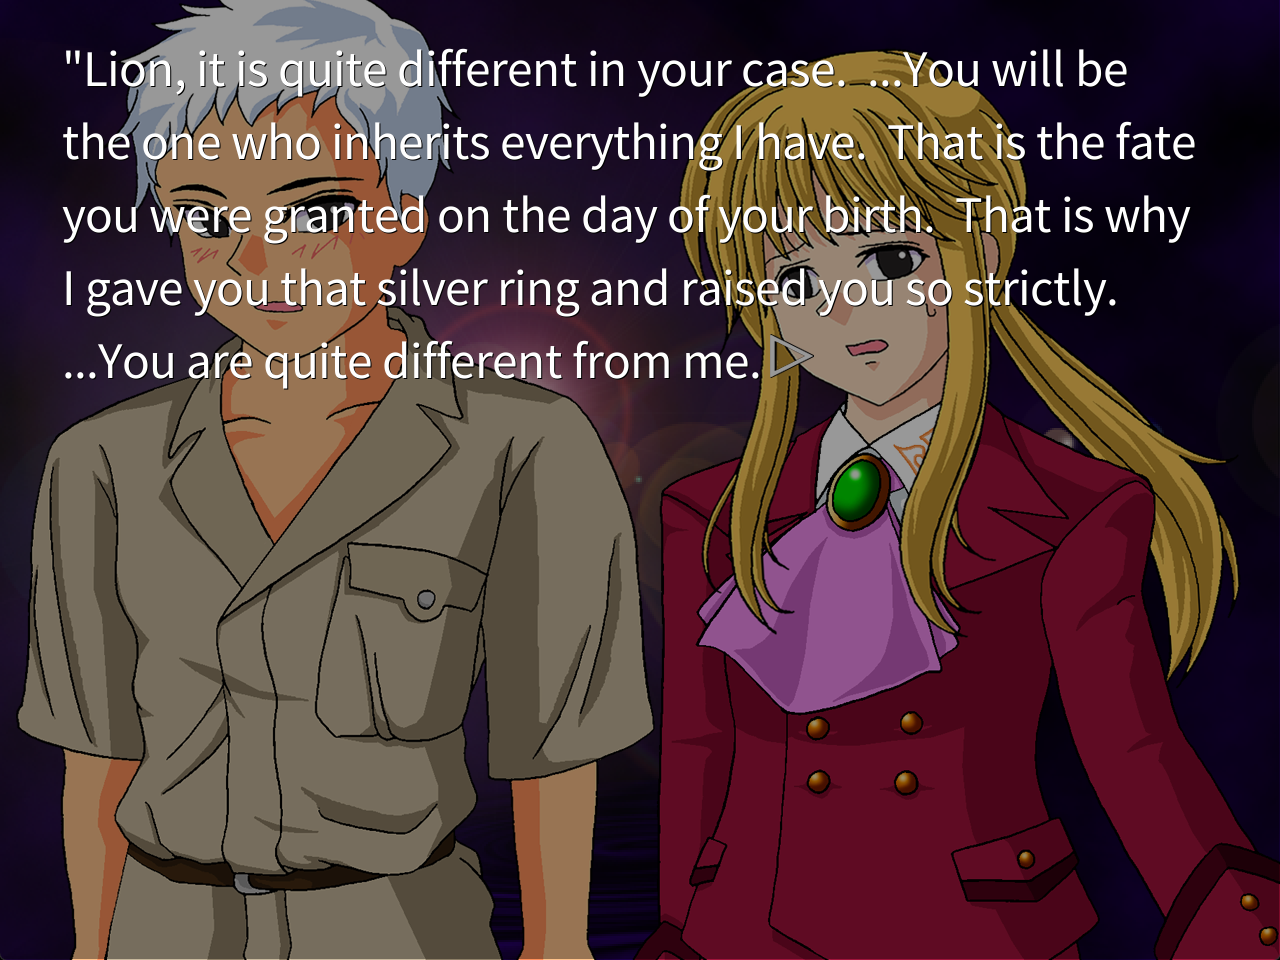 "Lion, it is quite different in your case.  ...You will be
the one who inherits everything I have.  That is the fate
you were granted on the day of your birth.  That is why
I gave you that silver ring and raised you so strictly.
...You are quite different from me.